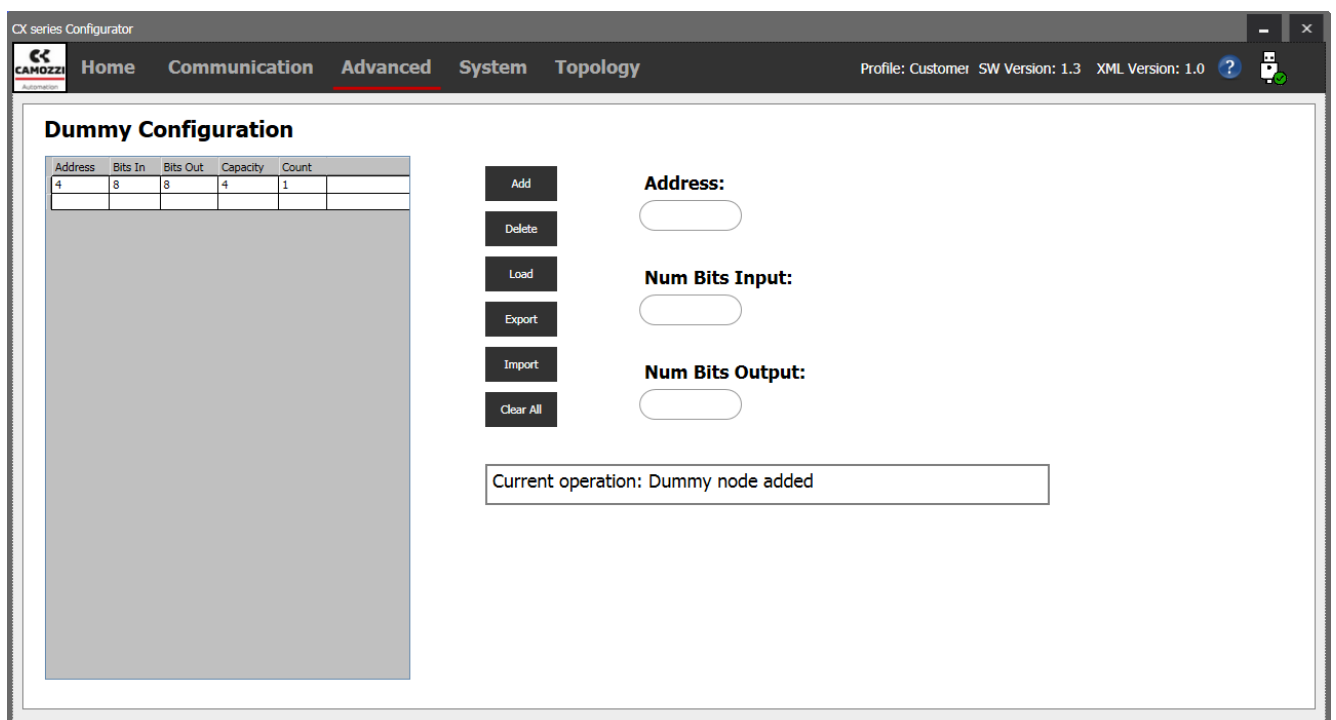 CX series Configurator
CK
CAMOZZI
Automation
Home Communication Advanced System Topology Profile: Customer SW Version: 1.3 XML Version: 1.0 ?
Dummy Configuration
Address Bits In Bits Out Capacity Count
4 8 8 4 1
Add
Delete
Load
Export
Import
Clear All
Address:
Num Bits Input:
Num Bits Output:
Current operation: Dummy node added